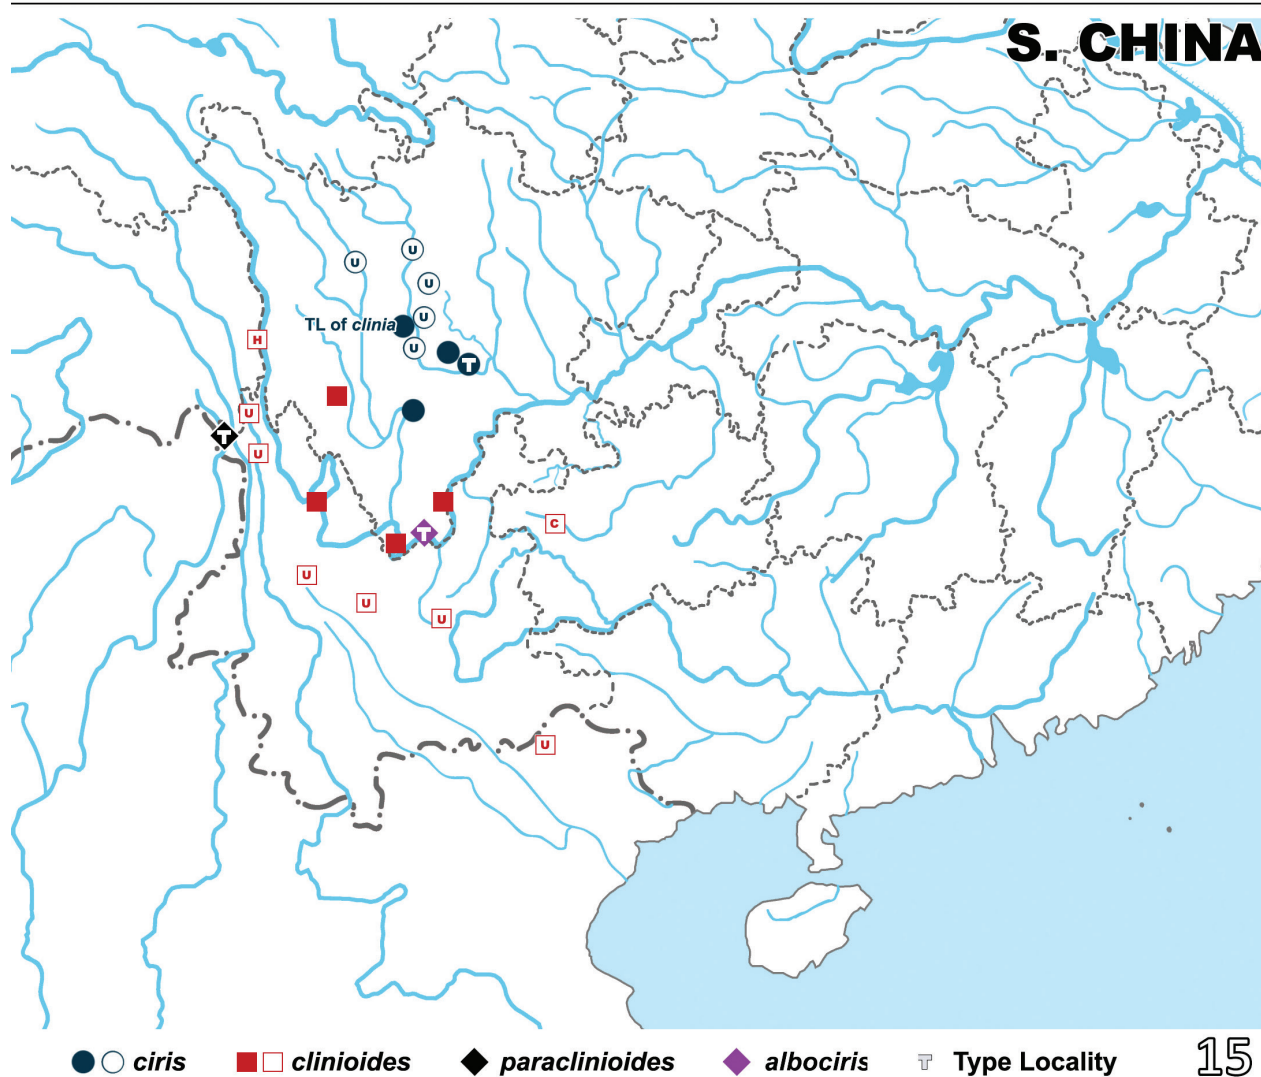 S. CHINA
U
U
U
TL of clinia
U
H
U
T
U
T
U
C
T
U
U
U
U
ciris clinioides paraclinioides albociris T Type Locality 15